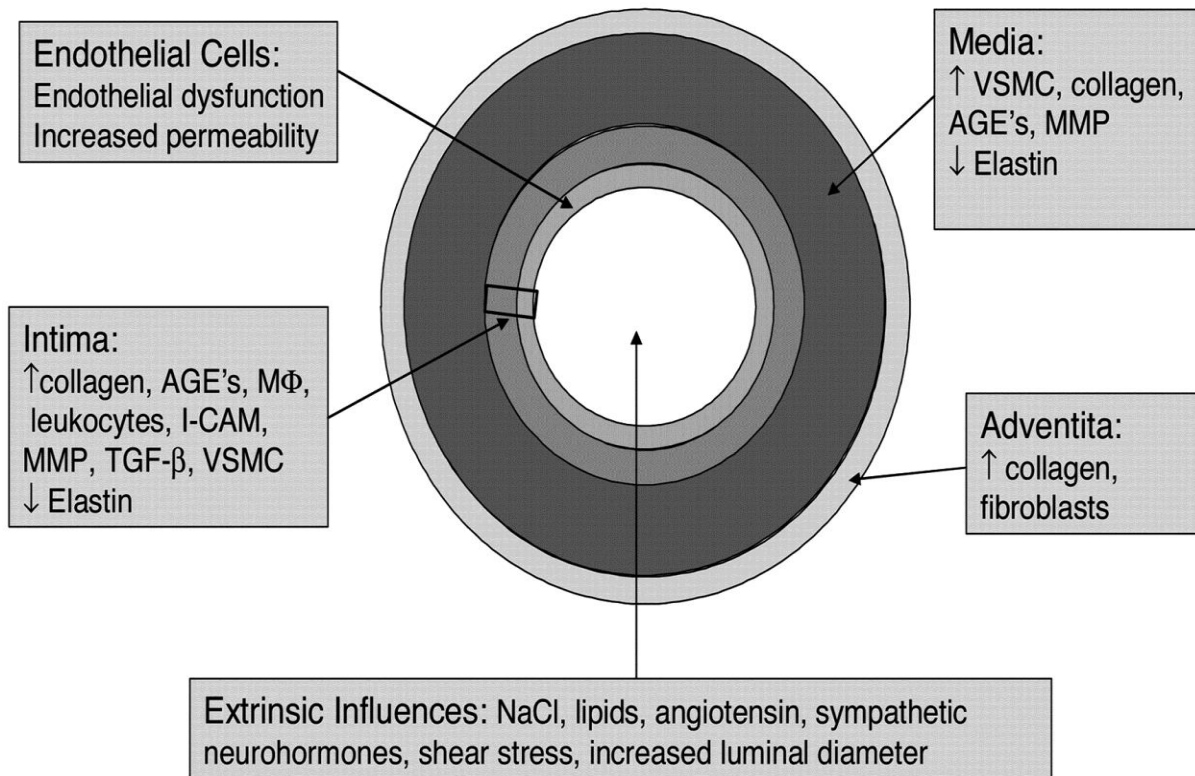 Endothelial Cells:
Endothelial dysfunction
Increased permeability
Media:
↑ VSMC, collagen,
AGE's, MMP
↓ Elastin
Intima:
↑collagen, AGE's, MΦ,
leukocytes, I-CAM,
MMP, TGF-β, VSMC
↓ Elastin
Adventita:
↑ collagen,
fibroblasts
Extrinsic Influences: NaCl, lipids, angiotensin, sympathetic
neurohormones, shear stress, increased luminal diameter